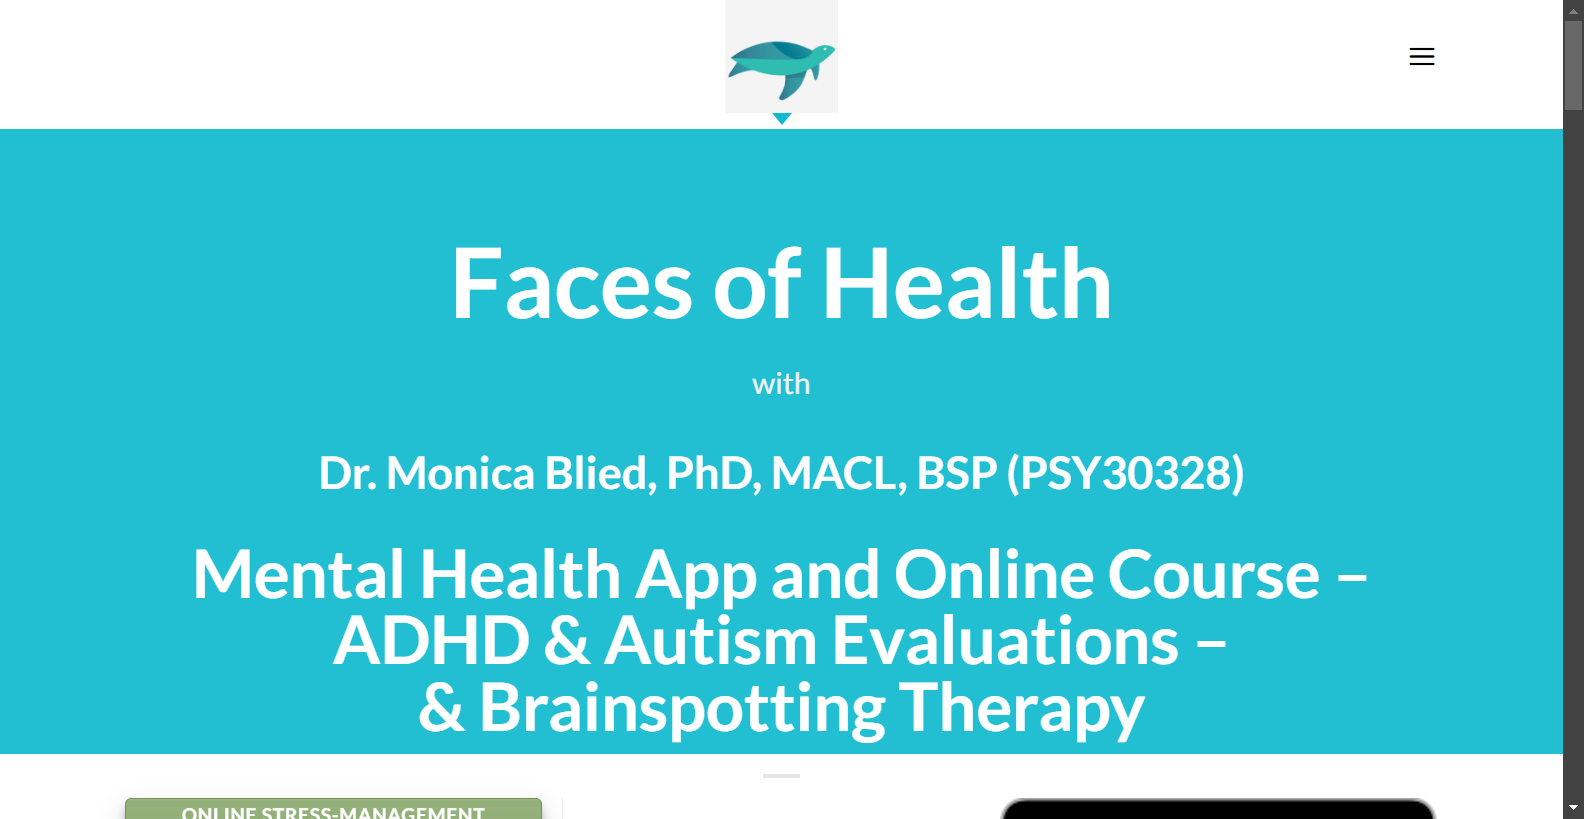 Faces of Health
with
Dr. Monica Blied, PhD, MACL, BSP (PSY30328)
Mental Health App and Online Course –
ADHD & Autism Evaluations –
& Brainspotting Therapy
ONLINE STRESS-MANAGEMENT